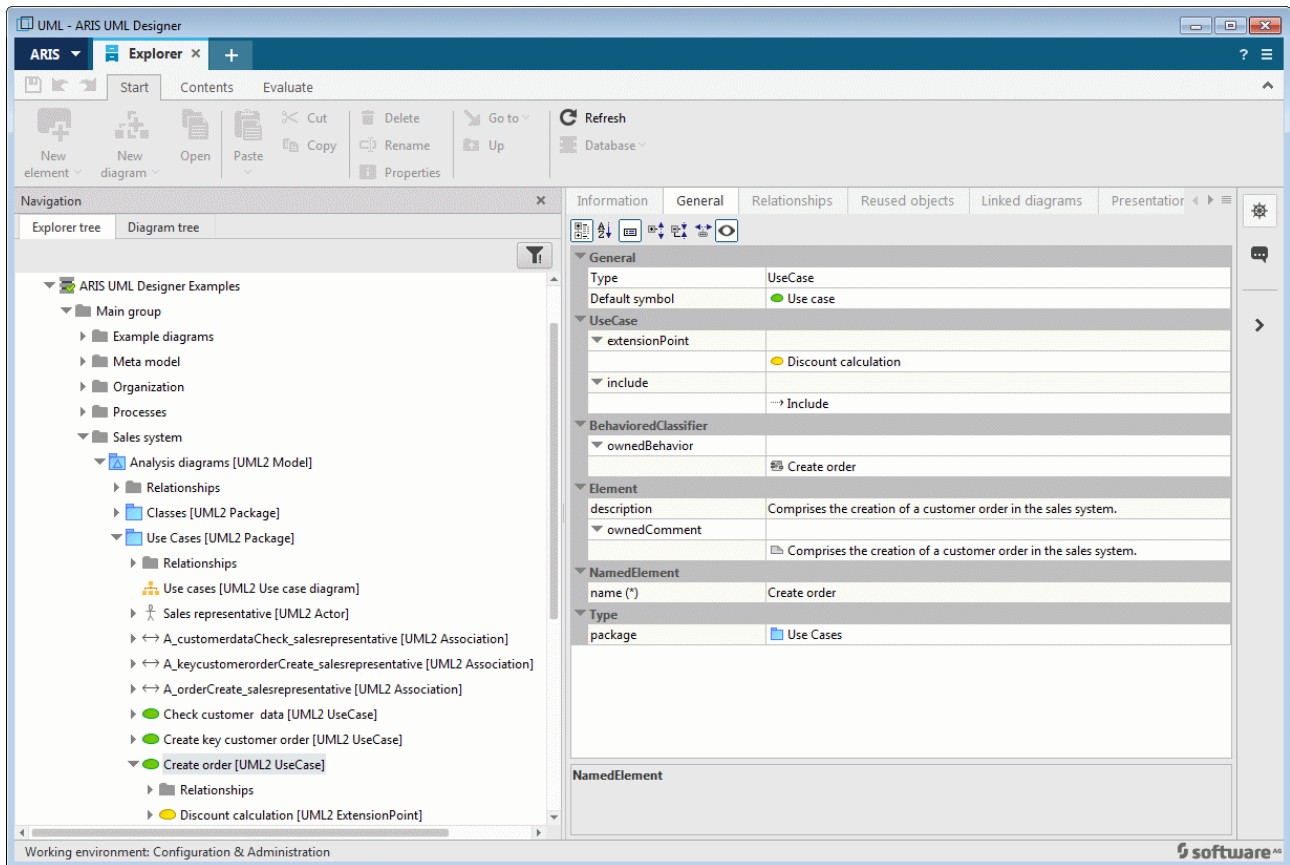 UML - ARIS UML Designer
ARIS Explorer × +
? ≡
Start Contents Evaluate
New element
New diagram
Open
Paste
Cut
Copy
Delete
Rename
Properties
Go to
Up
Refresh
Database
Navigation
Explorer tree Diagram tree
ARIS UML Designer Examples
Main group
Example diagrams
Meta model
Organization
Processes
Sales system
Analysis diagrams [UML2 Model]
Relationships
Classes [UML2 Package]
Use Cases [UML2 Package]
Relationships
Use cases [UML2 Use case diagram]
Sales representative [UML2 Actor]
A_customerdataCheck_salesrepresentative [UML2 Association]
A_keycustomerorderCreate_salesrepresentative [UML2 Association]
A_orderCreate_salesrepresentative [UML2 Association]
Check customer data [UML2 UseCase]
Create key customer order [UML2 UseCase]
Create order [UML2 UseCase]
Relationships
Discount calculation [UML2 ExtensionPoint]
Information General Relationships Reused objects Linked diagrams Presentation
General
Type UseCase
Default symbol Use case
UseCase
extensionPoint
Discount calculation
include
Include
BehavioredClassifier
ownedBehavior
Create order
Element
description Comprises the creation of a customer order in the sales system.
ownedComment
Comprises the creation of a customer order in the sales system.
NamedElement
name (*) Create order
Type
package Use Cases
NamedElement
Working environment: Configuration & Administration
software AG